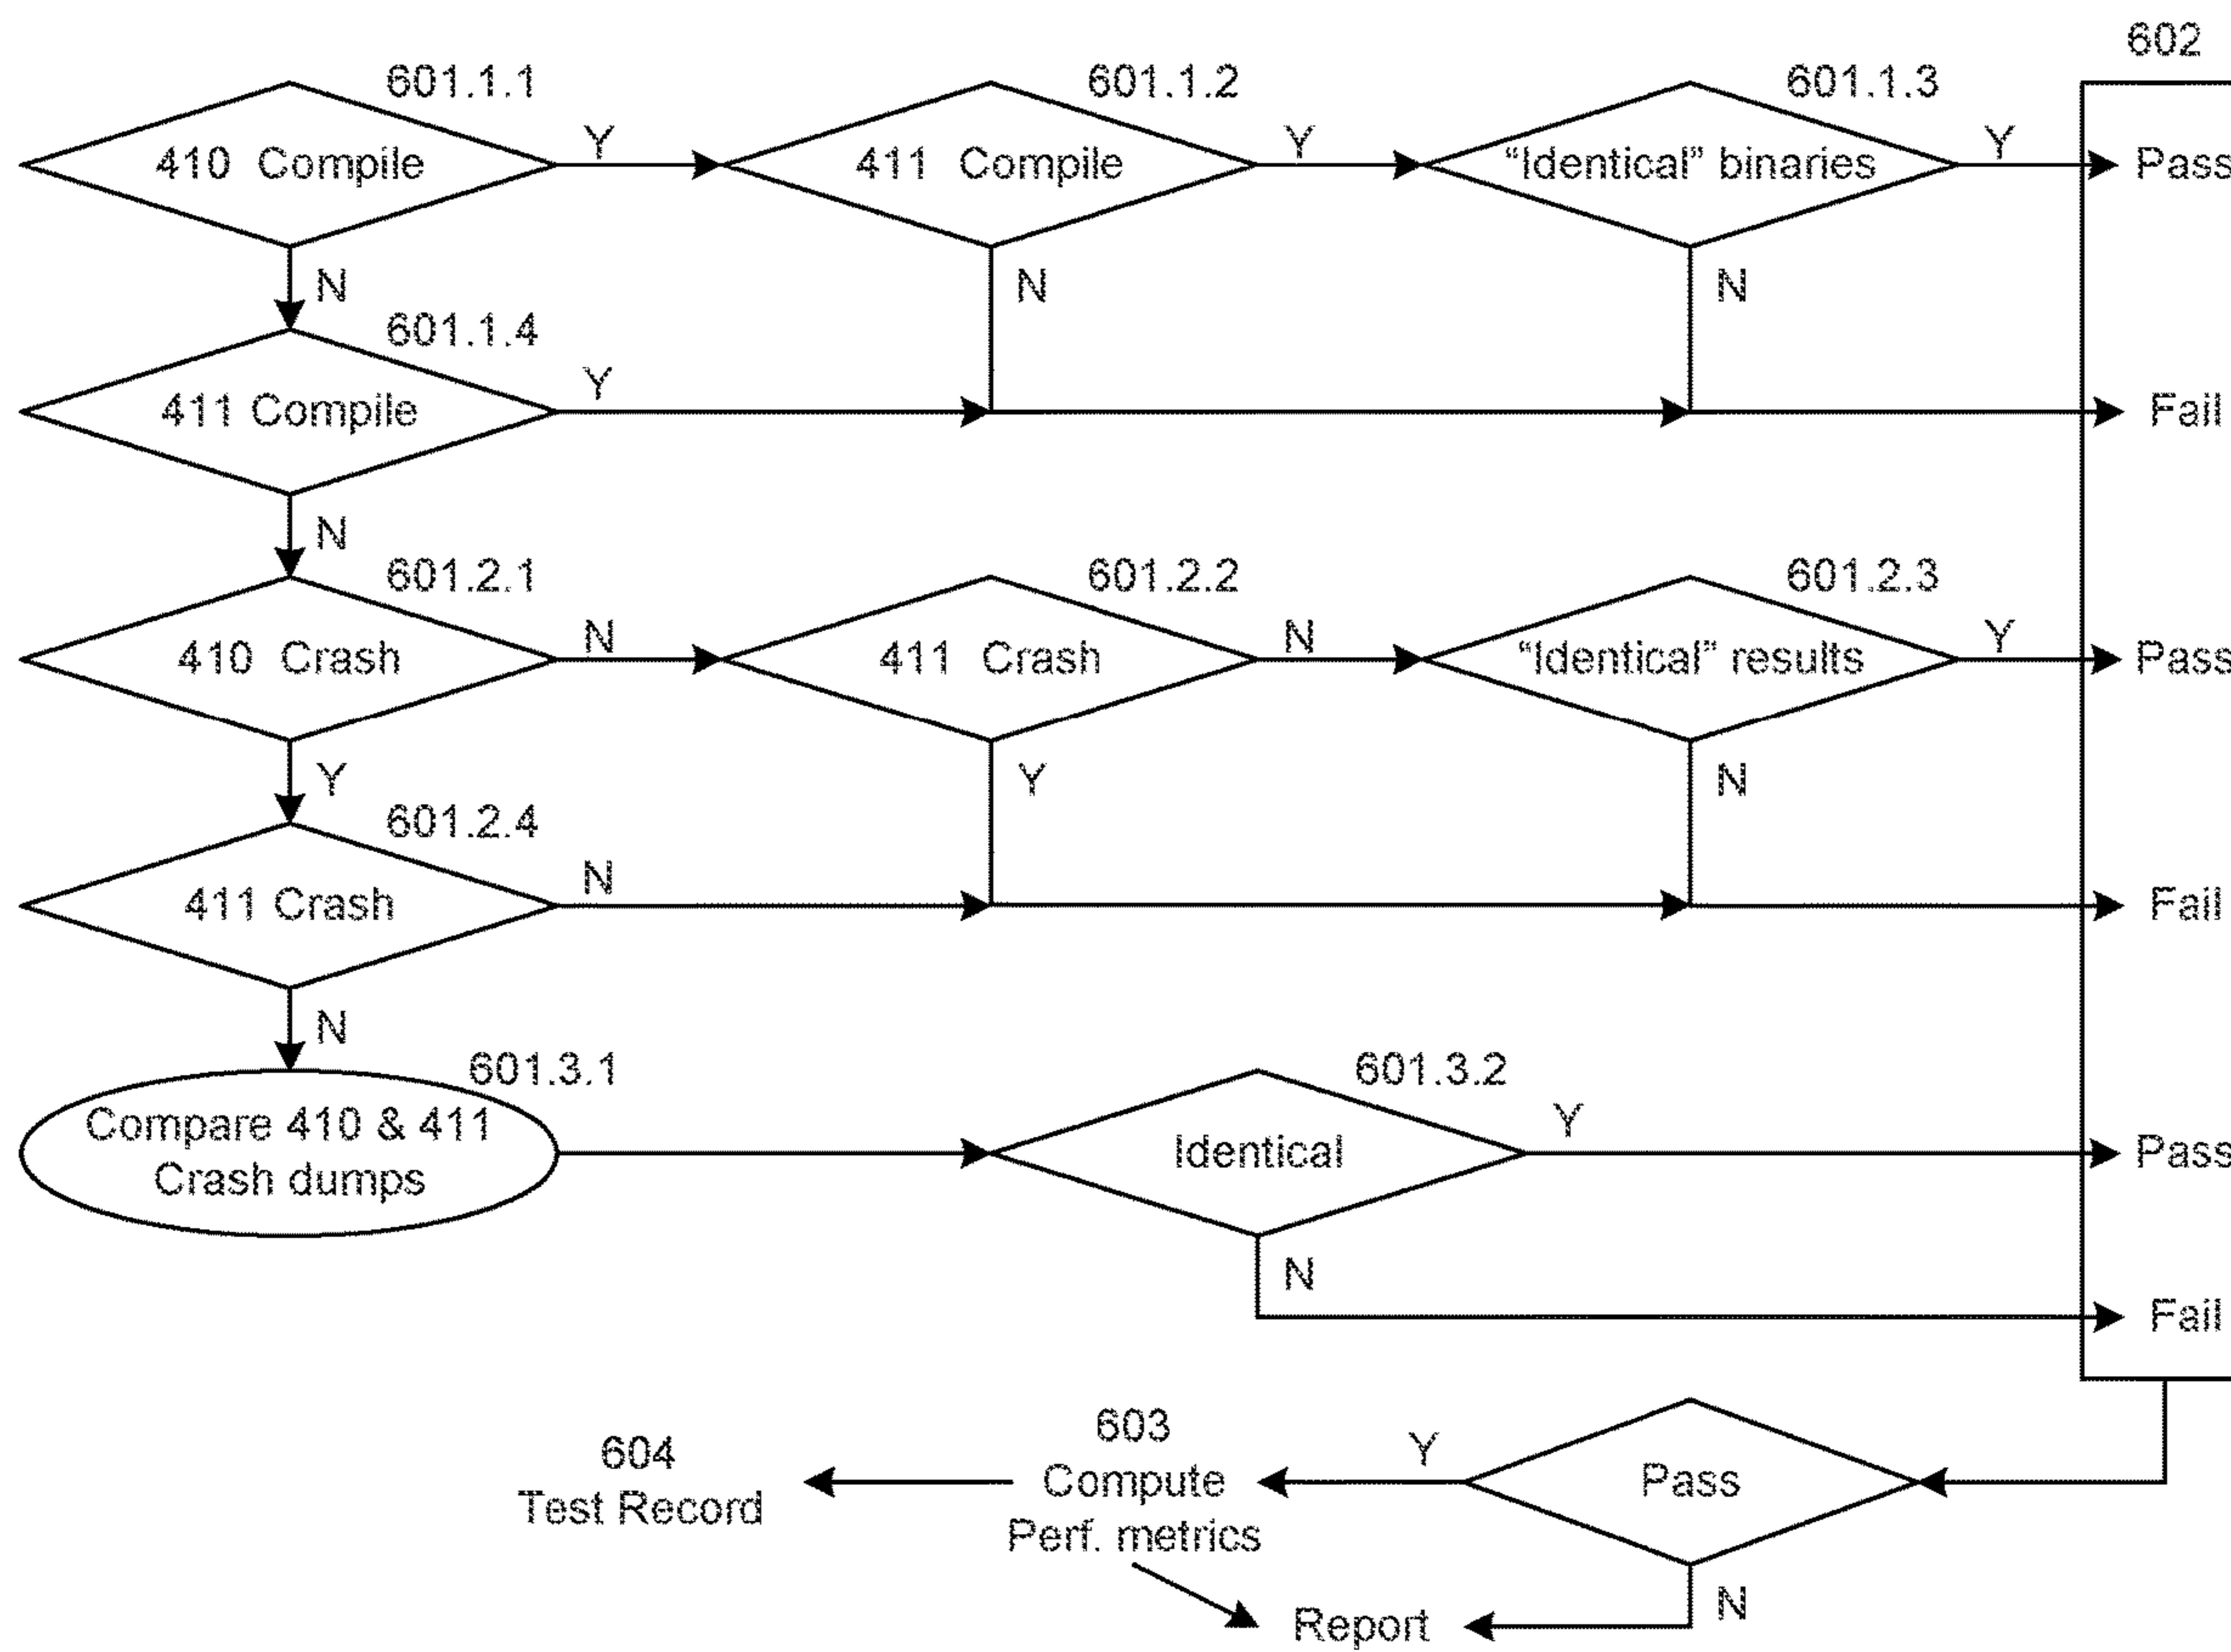 602
601.1.1
601.1.2
601.1.3
410 Compile
Y
411 Compile
Y
“Identical” binaries
Y
Pass
N
N
N
601.1.4
411 Compile
Y
Fail
N
601.2.1
601.2.2
601.2.3
410 Crash
N
411 Crash
N
“Identical” results
Y
Pass
Y
Y
N
601.2.4
411 Crash
N
Fail
N
601.3.1
601.3.2
Compare 410 & 411
Crash dumps
Identical
Y
Pass
N
Fail
604
Test Record
603
Compute
Perf. metrics
Y
Pass
N
Report